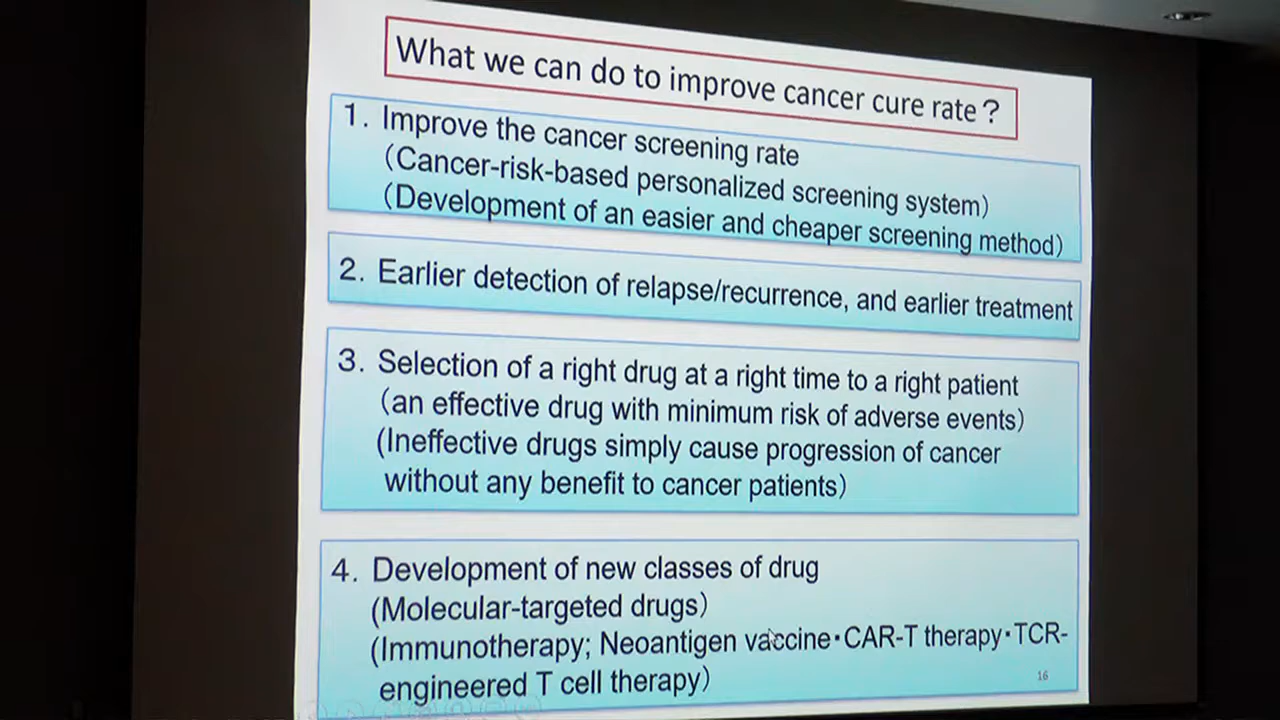 What we can do to improve cancer cure rate？
1. Improve the cancer screening rate
（Cancer-risk-based personalized screening system）
（Development of an easier and cheaper screening method）
2. Earlier detection of relapse/recurrence, and earlier treatment
3. Selection of a right drug at a right time to a right patient
（an effective drug with minimum risk of adverse events）
(Ineffective drugs simply cause progression of cancer
without any benefit to cancer patients）
4. Development of new classes of drug
(Molecular-targeted drugs）
(Immunotherapy; Neoantigen vaccine・CAR-T therapy・TCR-
engineered T cell therapy）
16